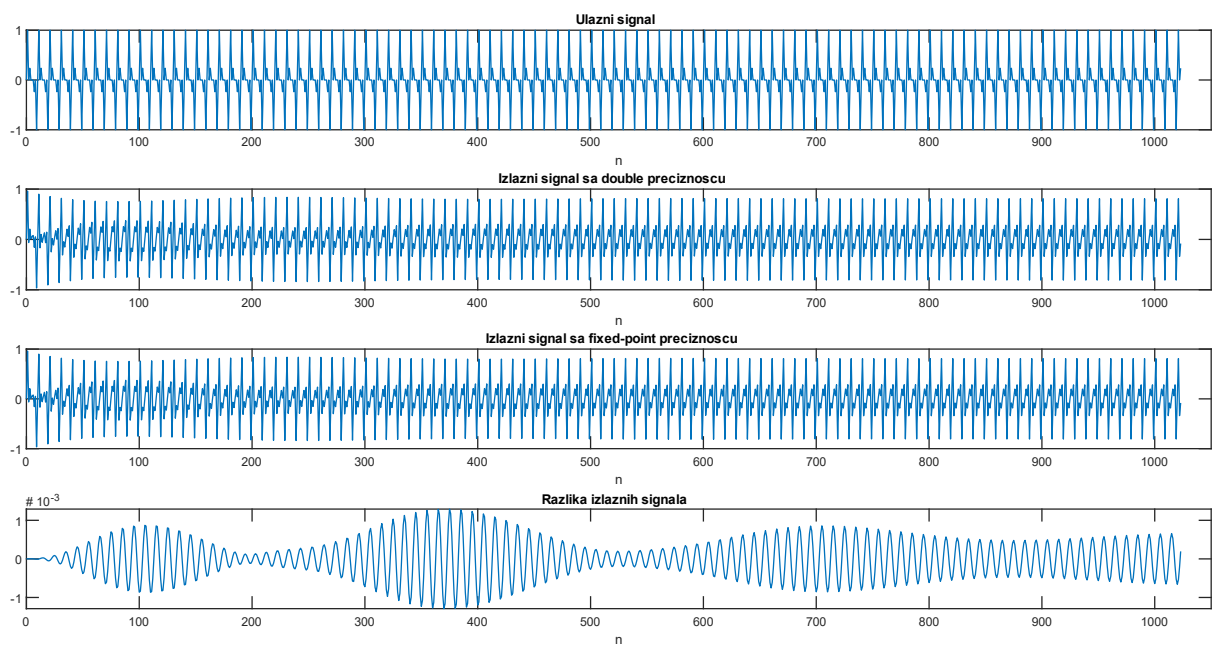 Ulazni signal
1
0
-1
0 100 200 300 400 500 600 700 800 900 1000
n
Izlazni signal sa double preciznoscu
1
0
-1
0 100 200 300 400 500 600 700 800 900 1000
n
Izlazni signal sa fixed-point preciznoscu
1
0
-1
0 100 200 300 400 500 600 700 800 900 1000
n
# 10-3 Razlika izlaznih signala
1
0
-1
0 100 200 300 400 500 600 700 800 900 1000
n